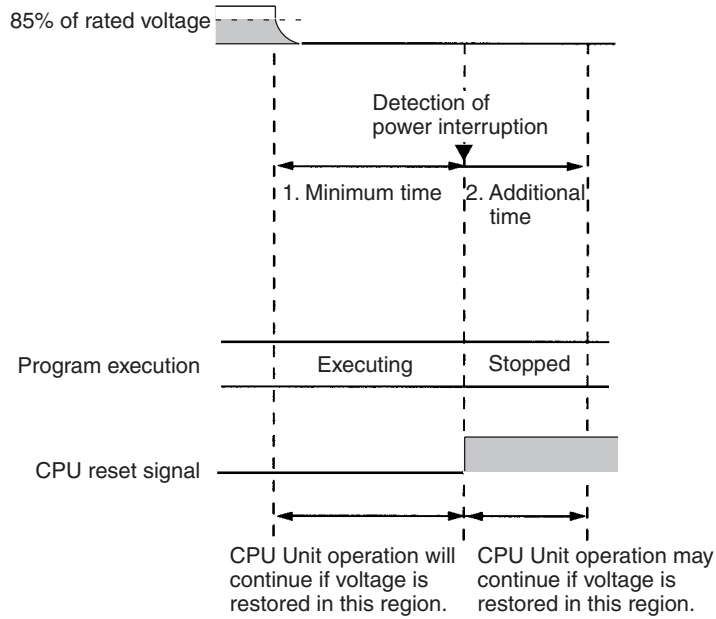 85% of rated voltage
Detection of
power interruption
1. Minimum time
2. Additional
time
Program execution
Executing
Stopped
CPU reset signal
CPU Unit operation will
continue if voltage is
restored in this region.
CPU Unit operation may
continue if voltage is
restored in this region.